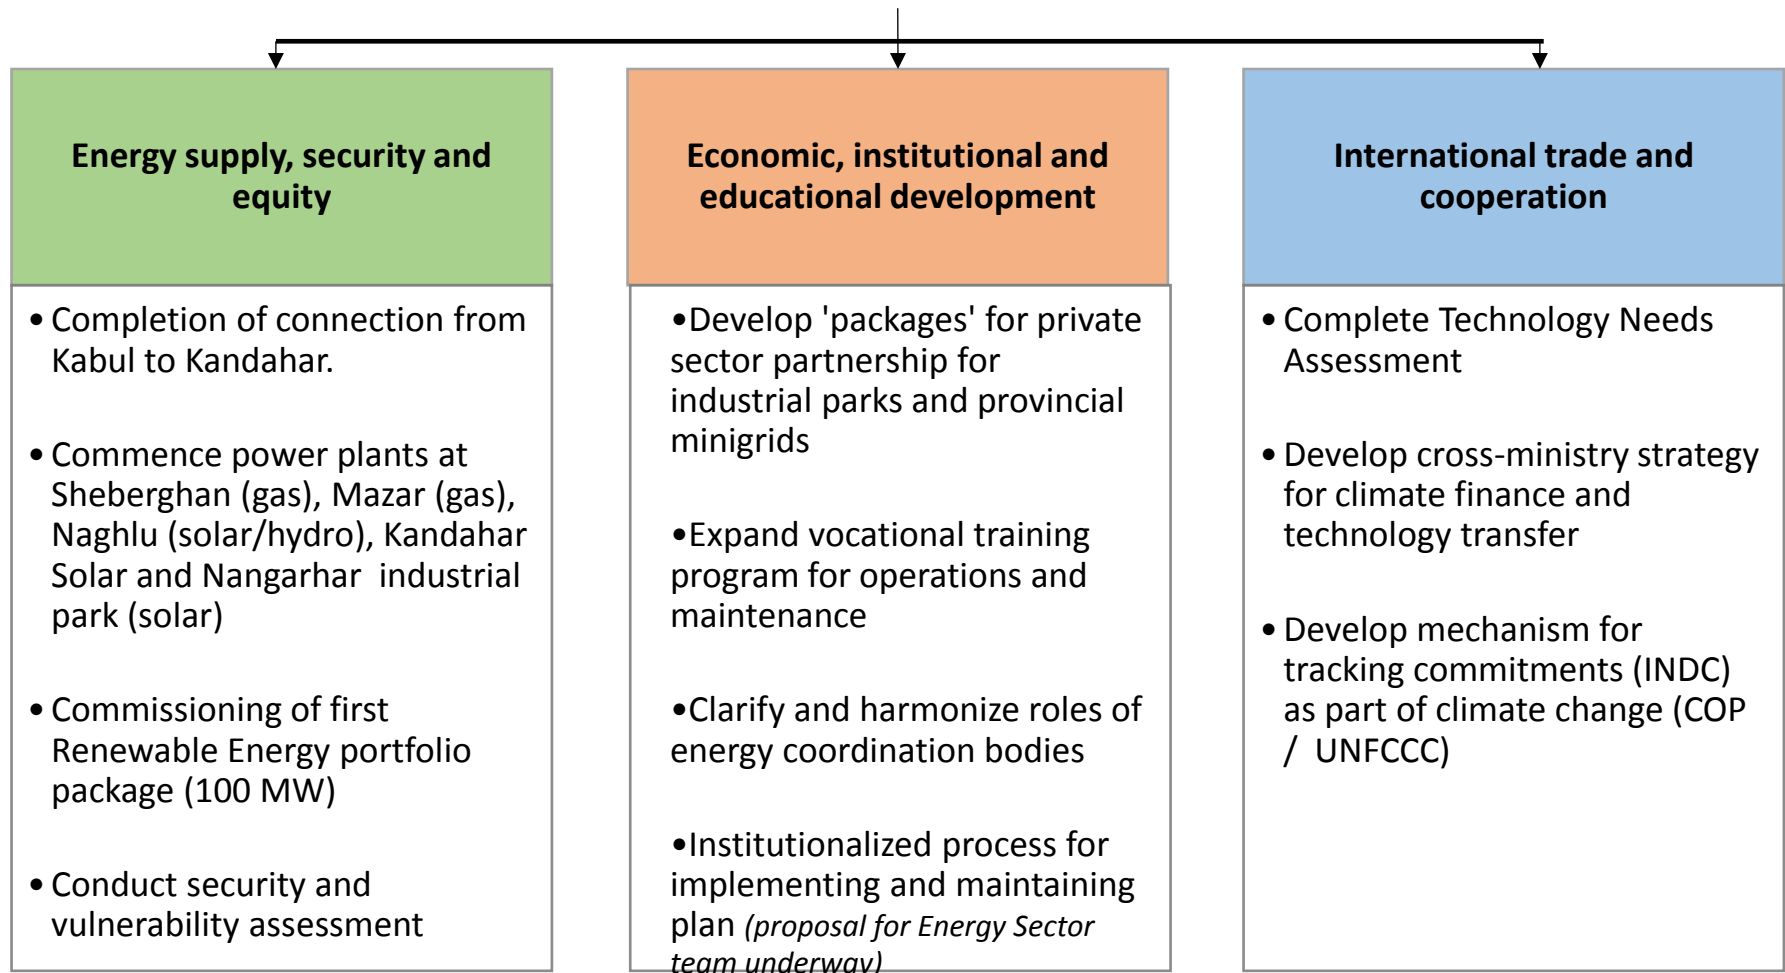 Energy supply, security and
equity
• Completion of connection from
Kabul to Kandahar.
• Commence power plants at
Sheberghan (gas), Mazar (gas),
Naghlu (solar/hydro), Kandahar
Solar and Nangarhar  industrial
park (solar)
• Commissioning of first
Renewable Energy portfolio
package (100 MW)
• Conduct security and
vulnerability assessment
Economic, institutional and
educational development
•Develop 'packages' for private
sector partnership for
industrial parks and provincial
minigrids
•Expand vocational training
program for operations and
maintenance
•Clarify and harmonize roles of
energy coordination bodies
•Institutionalized process for
implementing and maintaining
plan (proposal for Energy Sector
team underway)
International trade and
cooperation
• Complete Technology Needs
Assessment
• Develop cross-ministry strategy
for climate finance and
technology transfer
• Develop mechanism for
tracking commitments (INDC)
as part of climate change (COP
/  UNFCCC)